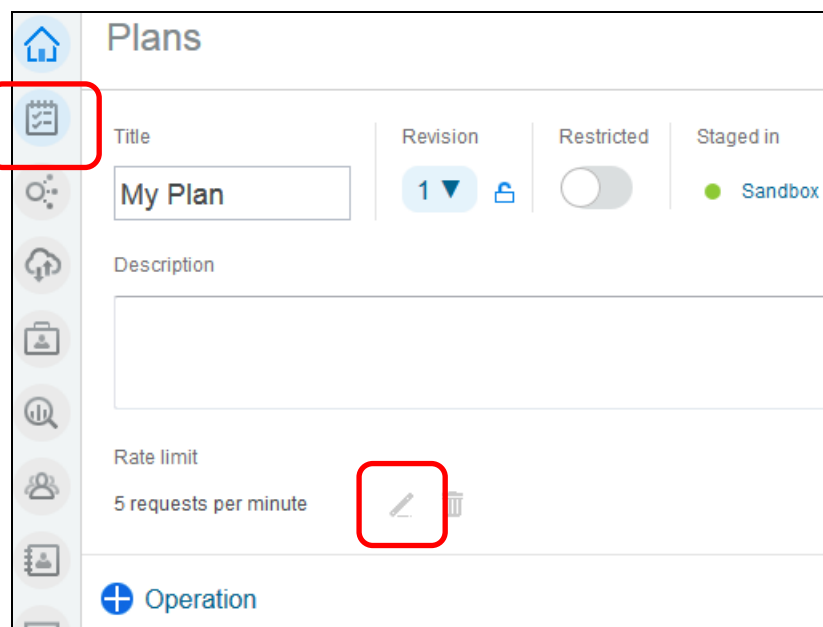 Plans
Title
Revision
Restricted
Staged in
My Plan
1
Sandbox
Description
Rate limit
5 requests per minute
Operation